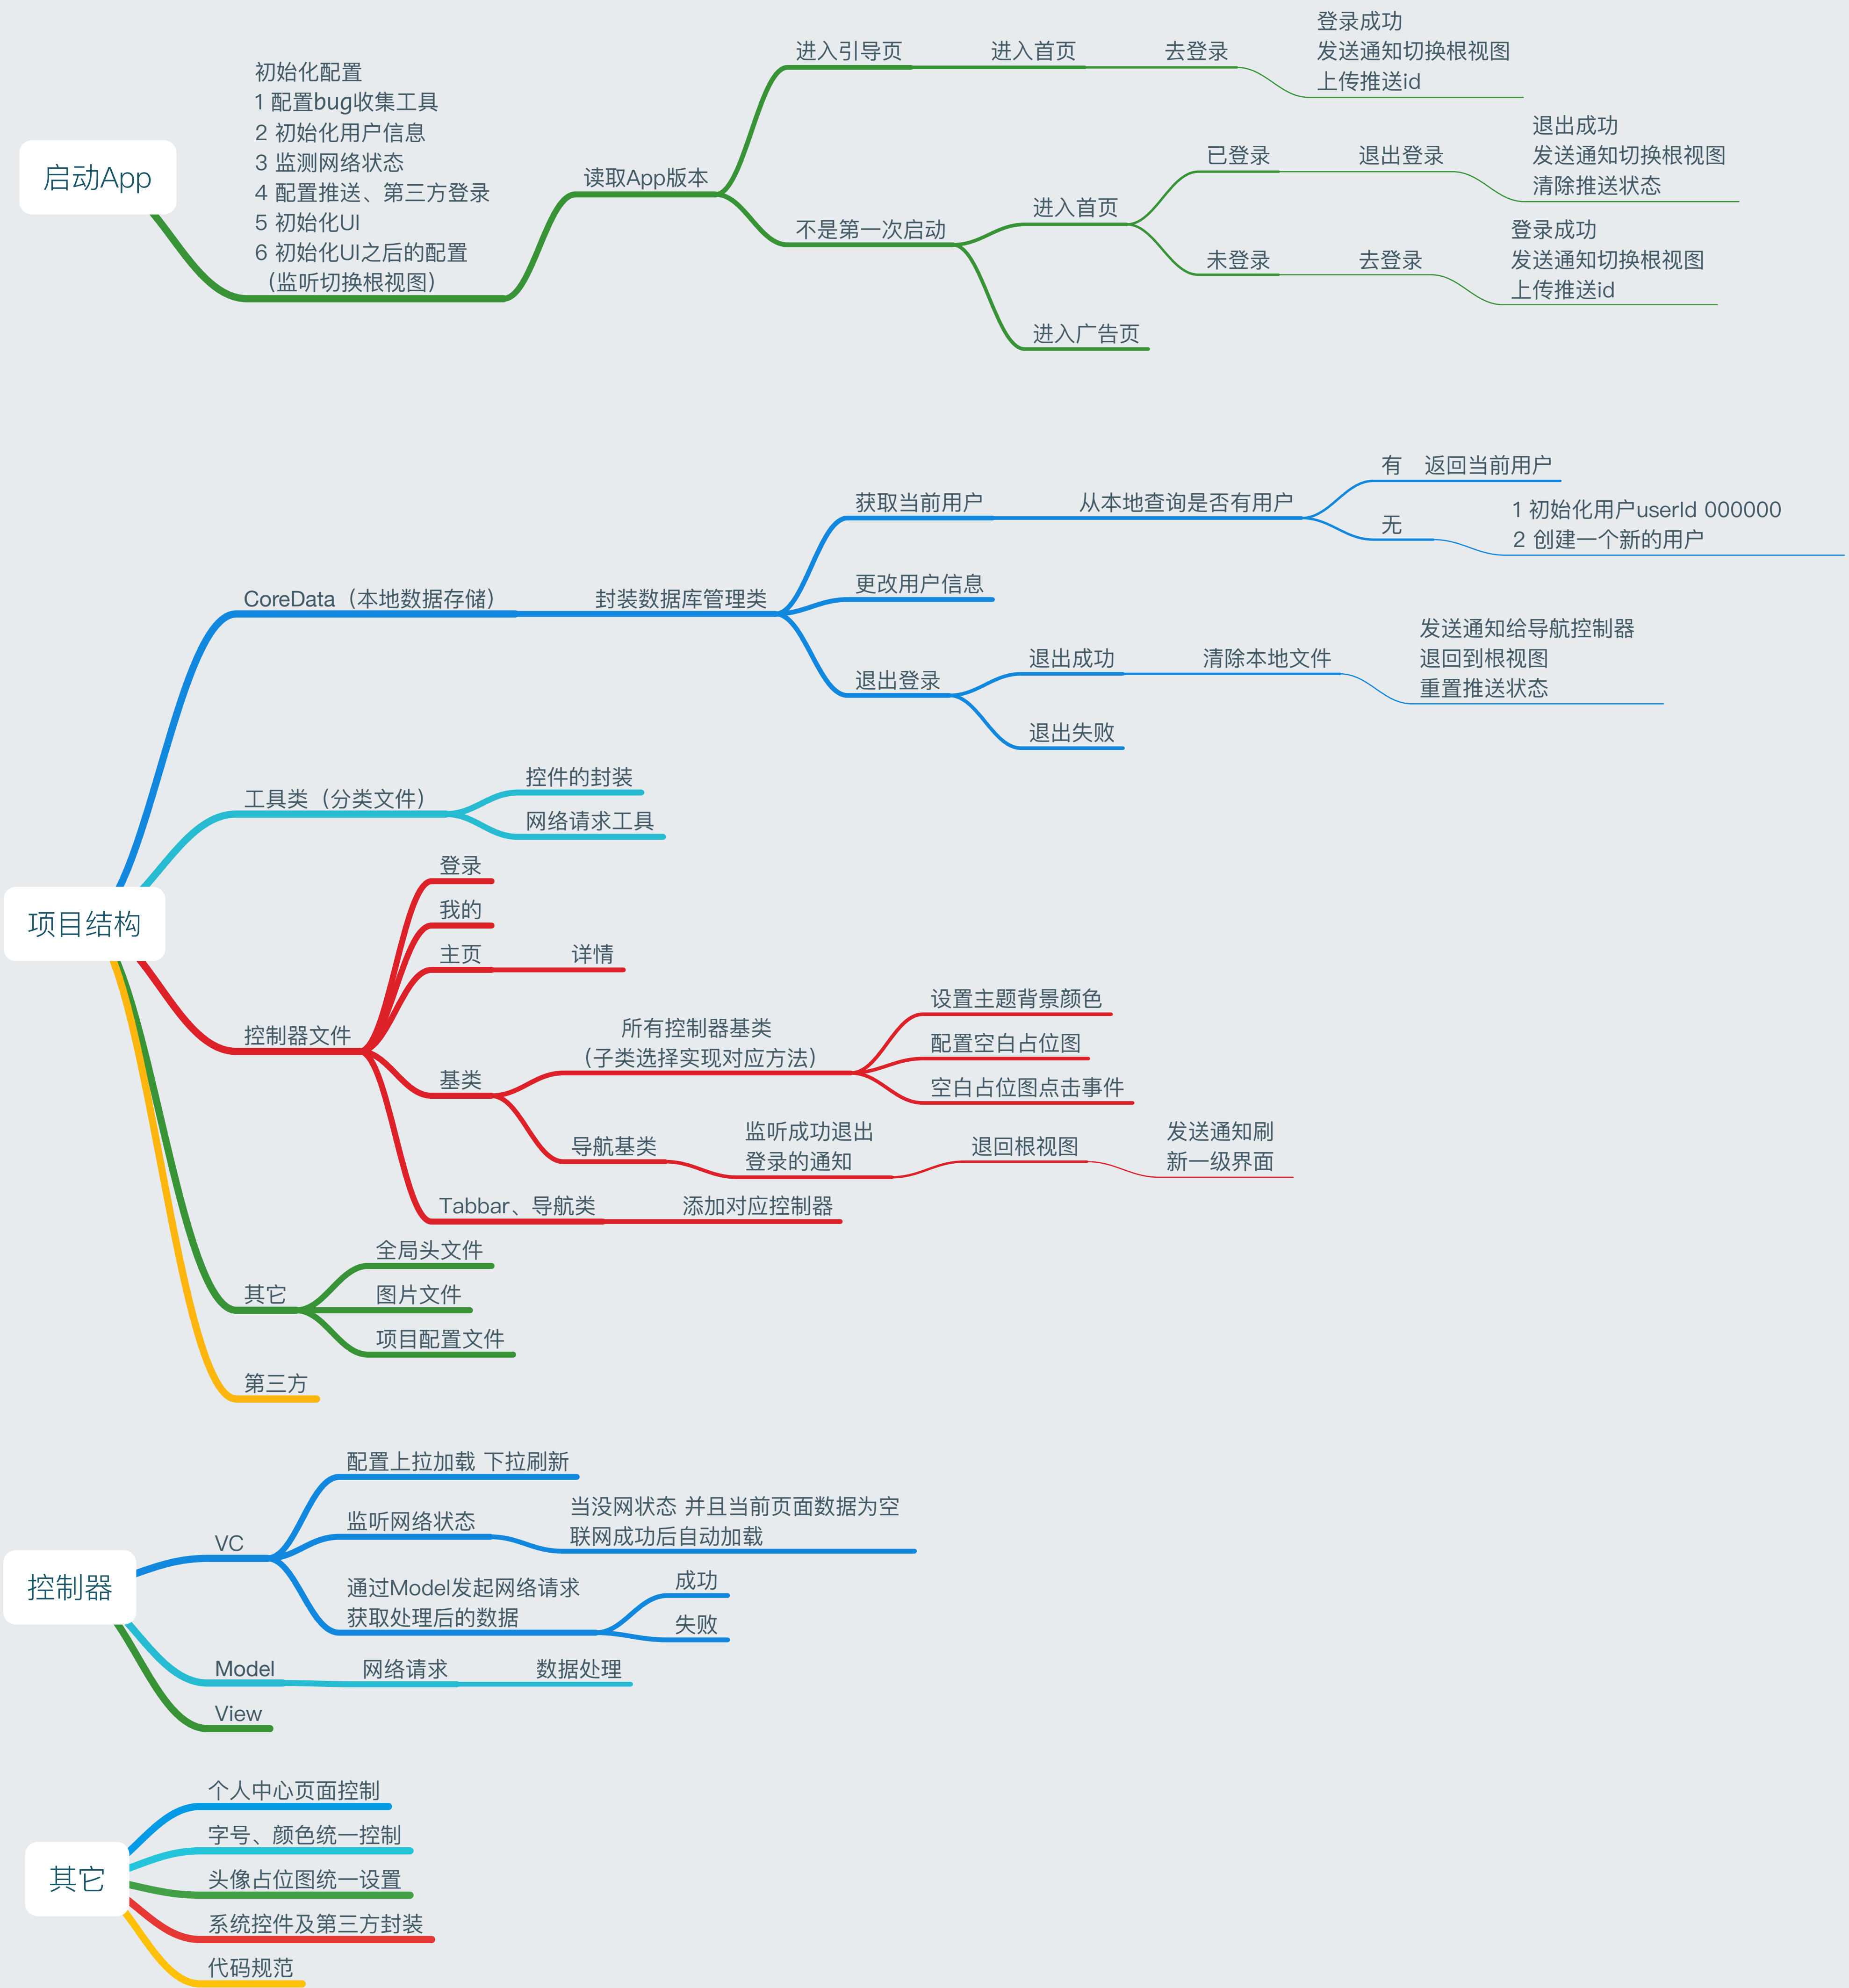 启动App
初始化配置
1 配置bug收集工具
2 初始化用户信息
3 监测网络状态
4 配置推送、第三方登录
5 初始化UI
6 初始化UI之后的配置
（监听切换根视图）
读取App版本
进入引导页
进入首页
去登录
登录成功
发送通知切换根视图
上传推送id
不是第一次启动
进入首页
已登录
退出登录
退出成功
发送通知切换根视图
清除推送状态
未登录
去登录
登录成功
发送通知切换根视图
上传推送id
进入广告页
项目结构
CoreData（本地数据存储）
封装数据库管理类
获取当前用户
从本地查询是否有用户
有 返回当前用户
无
1 初始化用户userId 000000
2 创建一个新的用户
更改用户信息
退出登录
退出成功
清除本地文件
发送通知给导航控制器
退回到根视图
重置推送状态
退出失败
工具类（分类文件）
控件的封装
网络请求工具
控制器文件
登录
我的
主页
详情
基类
所有控制器基类
（子类选择实现对应方法）
设置主题背景颜色
配置空白占位图
空白占位图点击事件
导航基类
监听成功退出
登录的通知
退回根视图
发送通知刷
新一级界面
Tabbar、导航类
添加对应控制器
其它
全局头文件
图片文件
项目配置文件
第三方
控制器
VC
配置上拉加载 下拉刷新
监听网络状态
当没网状态 并且当前页面数据为空
联网成功后自动加载
通过Model发起网络请求
获取处理后的数据
成功
失败
Model
网络请求
数据处理
View
其它
个人中心页面控制
字号、颜色统一控制
头像占位图统一设置
系统控件及第三方封装
代码规范